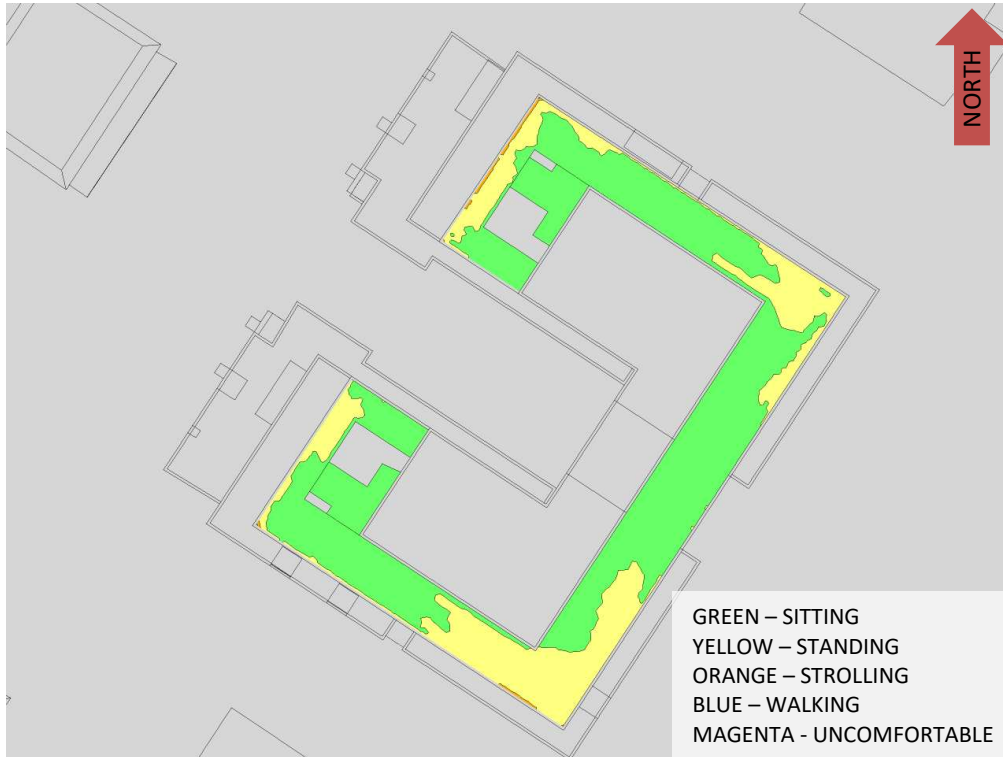 NORTH
GREEN – SITTING
YELLOW – STANDING
ORANGE – STROLLING
BLUE – WALKING
MAGENTA - UNCOMFORTABLE